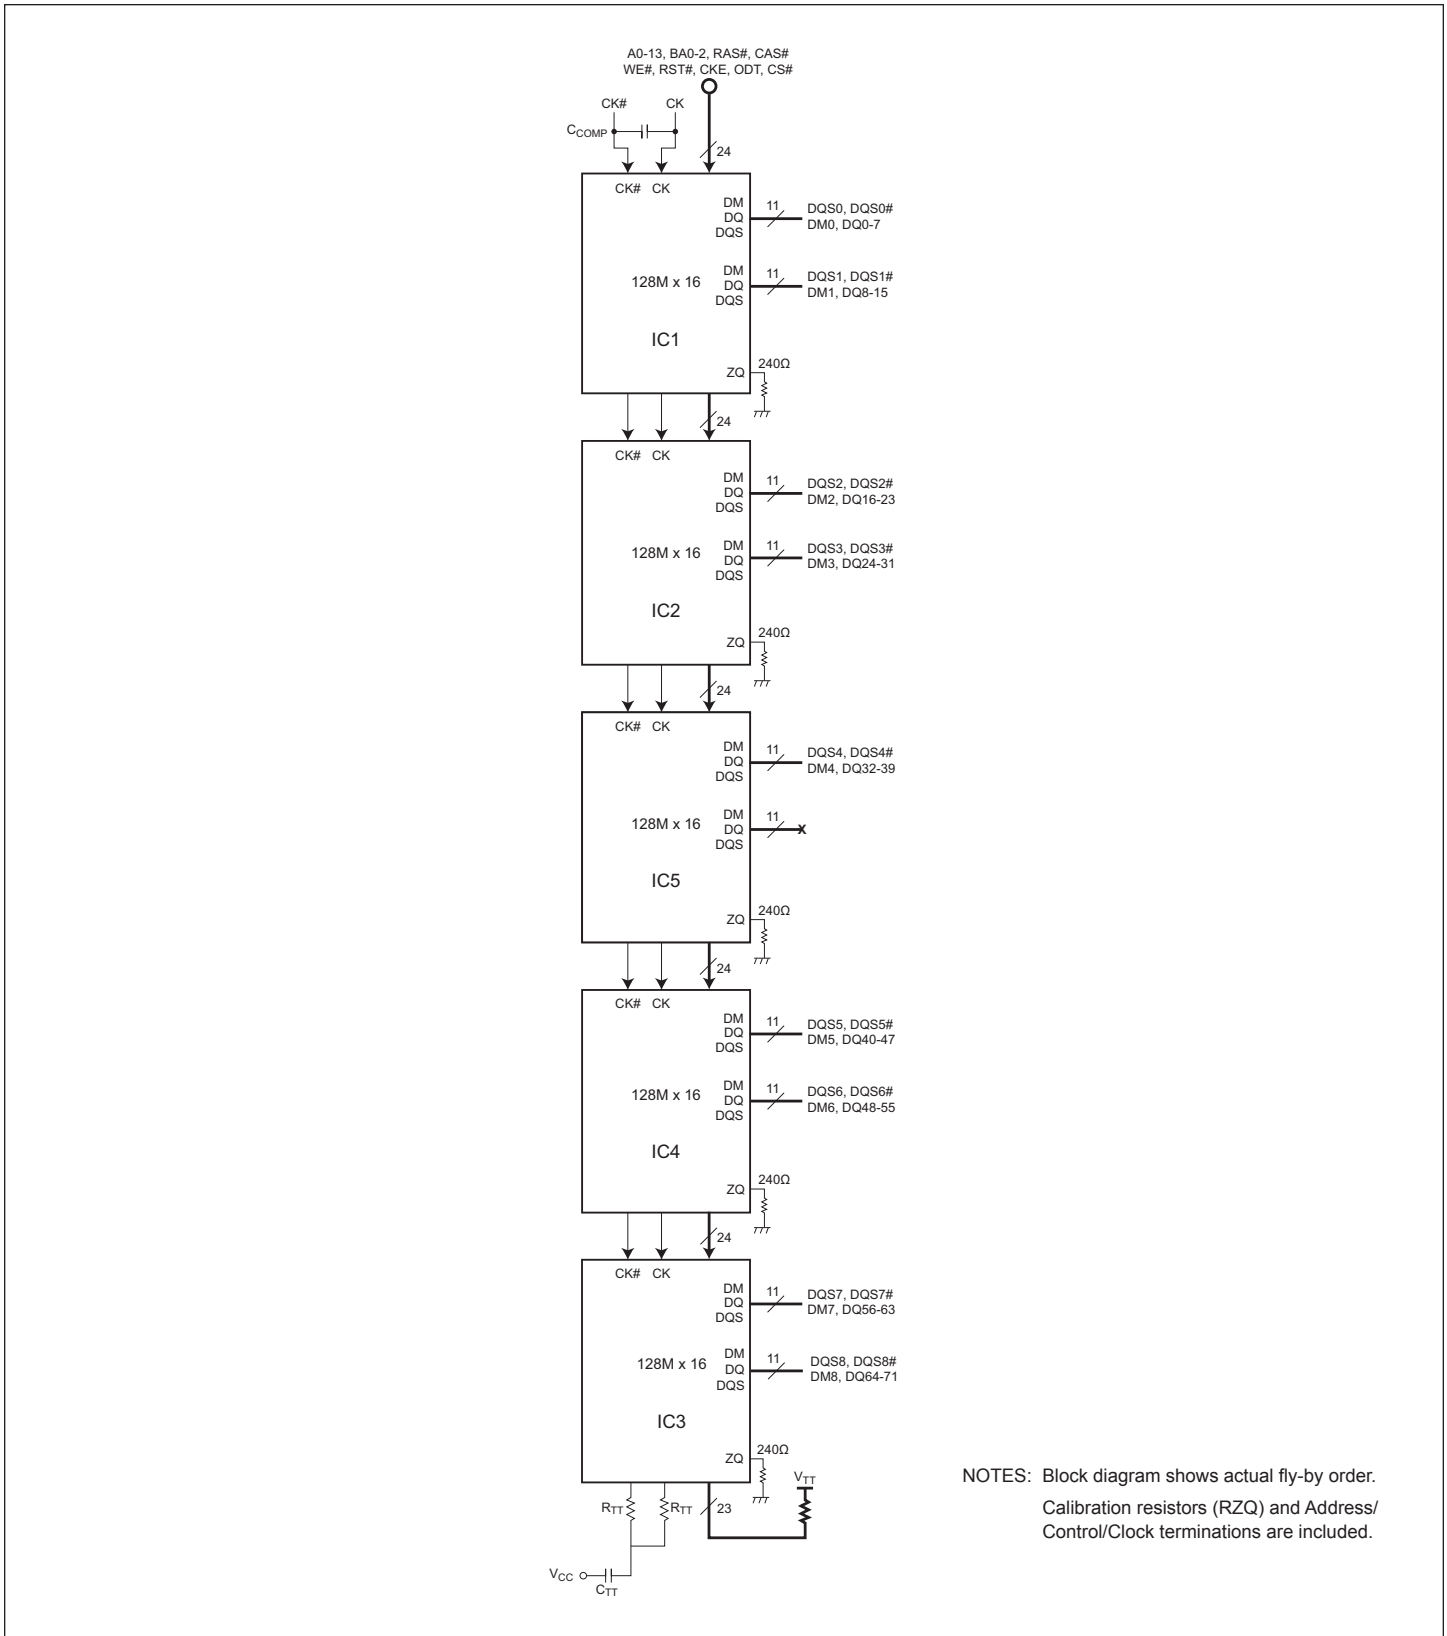 A0-13, BA0-2, RAS#, CAS#
WE#, RST#, CKE, ODT, CS#
CK# CK
CCOMP
24
CK# CK
DM
DQ
DQS
11
DQS0, DQS0#
DM0, DQ0-7
DM
DQ
DQS
11
DQS1, DQS1#
DM1, DQ8-15
128M x 16
IC1
ZQ
240Ω
24
CK# CK
DM
DQ
DQS
11
DQS2, DQS2#
DM2, DQ16-23
DM
DQ
DQS
11
DQS3, DQS3#
DM3, DQ24-31
128M x 16
IC2
ZQ
240Ω
24
CK# CK
DM
DQ
DQS
11
DQS4, DQS4#
DM4, DQ32-39
DM
DQ
DQS
11
x
128M x 16
IC5
ZQ
240Ω
24
CK# CK
DM
DQ
DQS
11
DQS5, DQS5#
DM5, DQ40-47
DM
DQ
DQS
11
DQS6, DQS6#
DM6, DQ48-55
128M x 16
IC4
ZQ
240Ω
24
CK# CK
DM
DQ
DQS
11
DQS7, DQS7#
DM7, DQ56-63
DM
DQ
DQS
11
DQS8, DQS8#
DM8, DQ64-71
128M x 16
IC3
ZQ
240Ω
VTT
RTT RTT
23
VCC
CTT
NOTES: Block diagram shows actual fly-by order.
Calibration resistors (RZQ) and Address/
Control/Clock terminations are included.